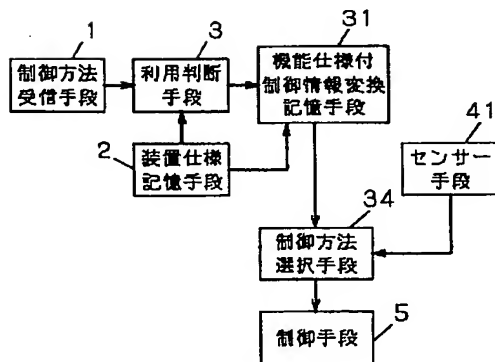 1
制御方法
受信手段
3
利用判断
手段
31
機能仕様付
制御情報変換
記憶手段
2
装置仕様
記憶手段
41
センサー
手段
34
制御方法
選択手段
5
制御手段